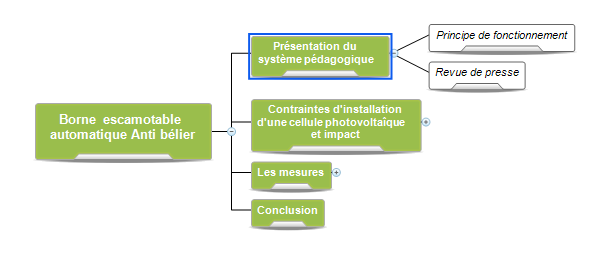 Borne escamotable
automatique Anti bélier
Présentation du
système pédagogique
Principe de fonctionnement
Revue de presse
Contraintes d'installation
d'une cellule photovoltaïque
et impact
Les mesures
Conclusion